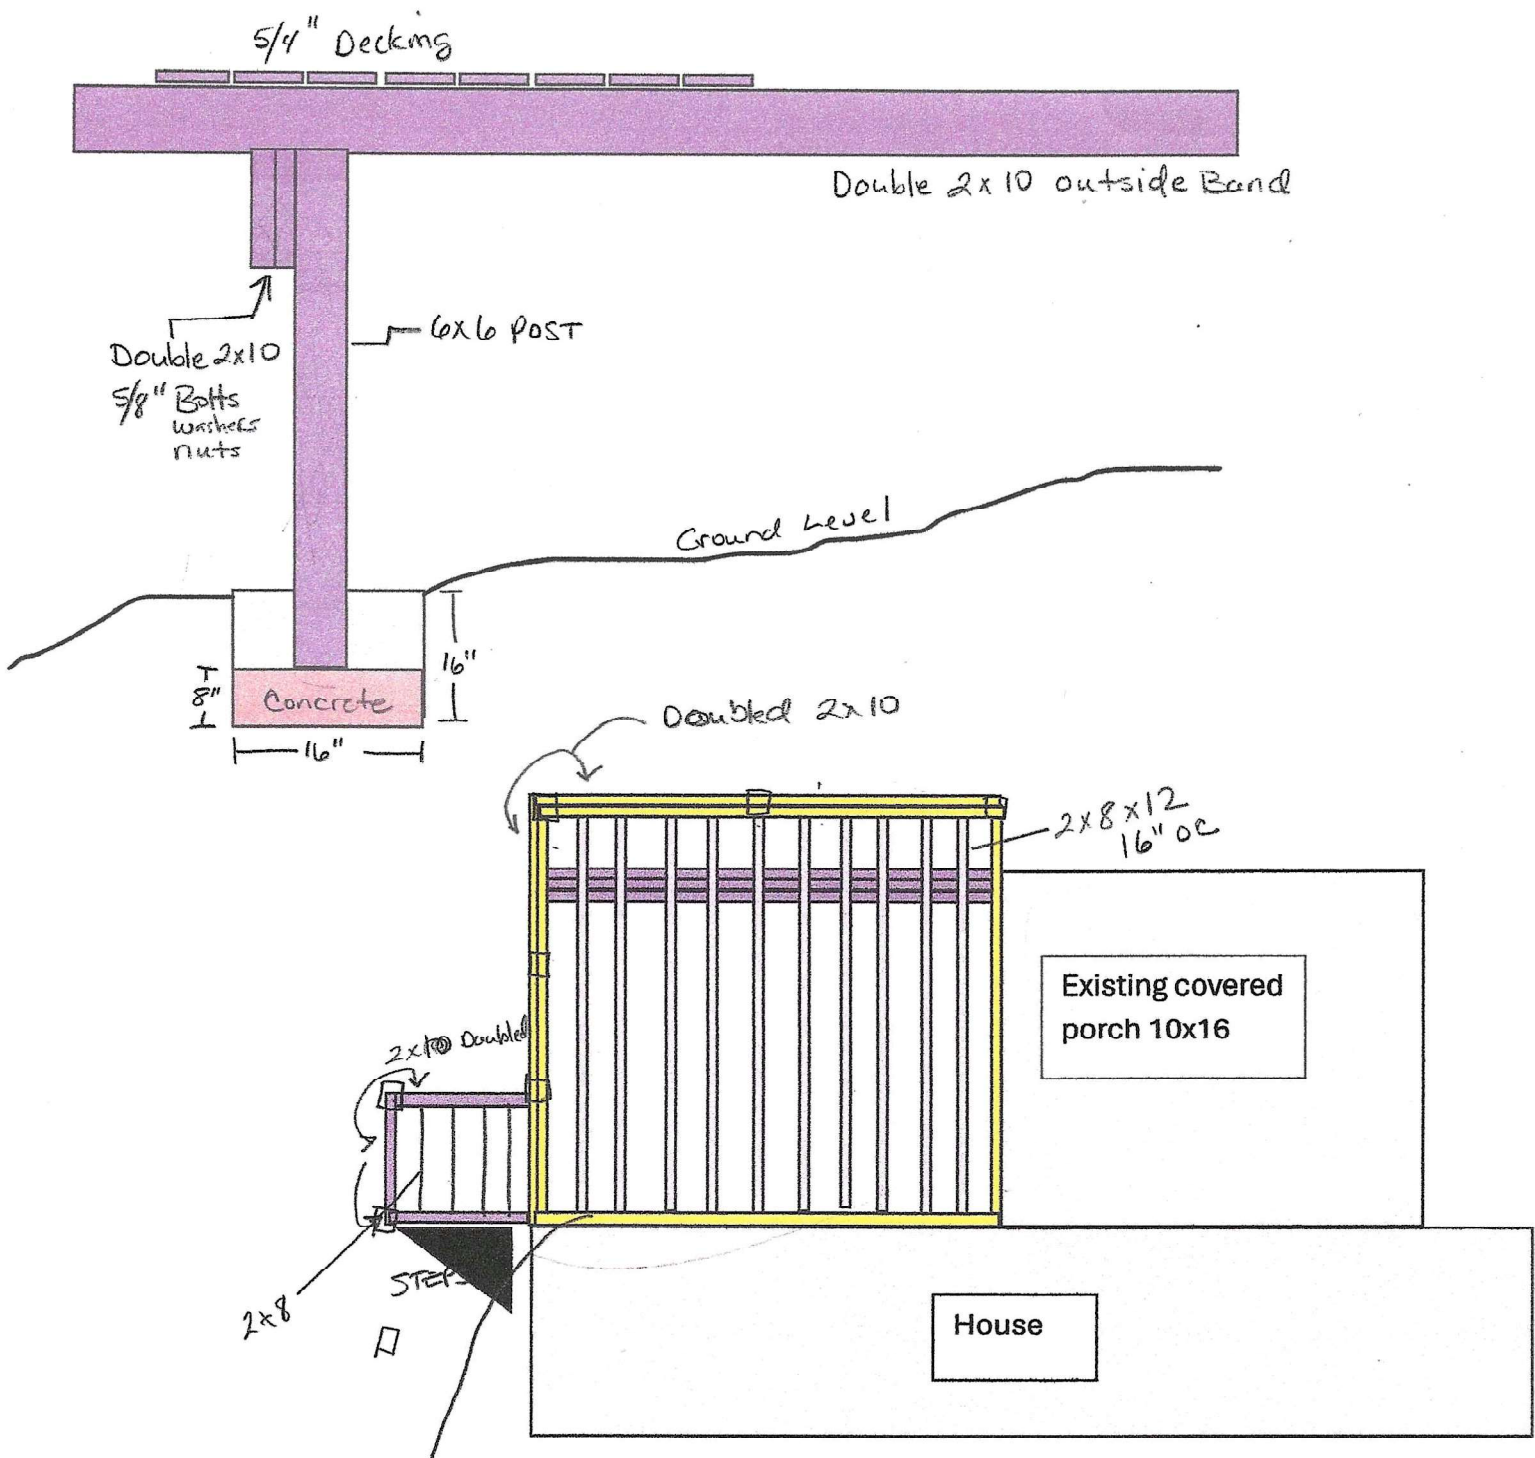 5/4" Decking
Double 2x10 outside Band
6x6 POST
Double 2x10
5/8" Bolts
washers
nuts
Ground Level
16"
8"
Concrete
16"
Doubled 2x10
2x8x12
16" OC
Existing covered
porch 10x16
2x10 Doubled
STEPS
2x8
House